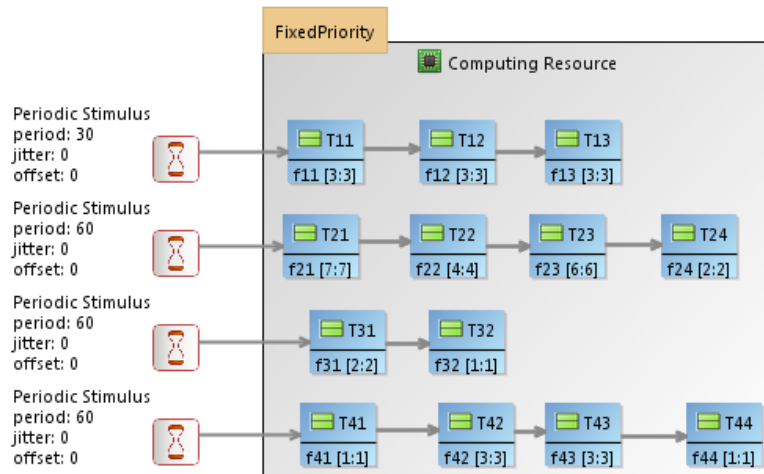 FixedPriority
Computing Resource
Periodic Stimulus
period: 30
jitter: 0
offset: 0
T11
T12
T13
f11 [3:3]
f12 [3:3]
f13 [3:3]
Periodic Stimulus
period: 60
jitter: 0
offset: 0
T21
T22
T23
T24
f21 [7:7]
f22 [4:4]
f23 [6:6]
f24 [2:2]
Periodic Stimulus
period: 60
jitter: 0
offset: 0
T31
T32
f31 [2:2]
f32 [1:1]
Periodic Stimulus
period: 60
jitter: 0
offset: 0
T41
T42
T43
T44
f41 [1:1]
f42 [3:3]
f43 [3:3]
f44 [1:1]